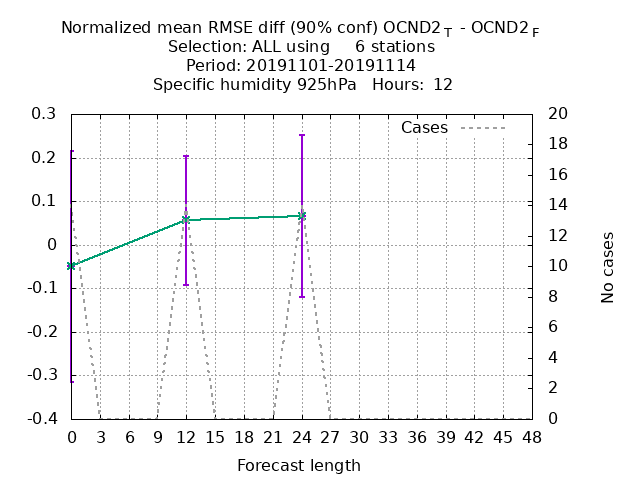 Normalized mean RMSE diff (90% conf) OCND2 T - OCND2 F
Selection: ALL using 6 stations
Period: 20191101-20191114
Specific humidity 925hPa Hours: 12
Cases
0.3
0.2
0.1
0
-0.1
-0.2
-0.3
-0.4
20
18
16
14
12
10
8
6
4
2
0
No cases
0 3 6 9 12 15 18 21 24 27 30 33 36 39 42 45 48
Forecast length